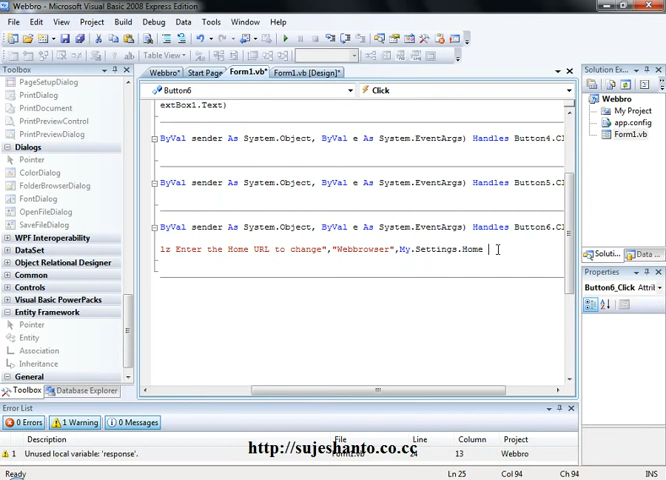 Webbro - Microsoft Visual Basic 2008 Express Edition
File Edit View Project Build Debug Data Tools Window Help
Table View
Toolbox
Webbro* Start Page Form1.vb* Form1.vb [Design]*
Solution Ex...
PageSetupDialog
PrintDialog
PrintDocument
PrintPreviewControl
PrintPreviewDialog
Dialogs
Pointer
ColorDialog
FolderBrowserDialog
FontDialog
OpenFileDialog
SaveFileDialog
WPF Interoperability
DataSet
Object Regional Designer
Common
Controls
Visual Basic PowerPacks
Entity Framework
Pointer
Entity
Association
Inheritance
General
Toolbox Database Explorer
Button6
Click
extBox1.Text)
ByVal sender As System.Object, ByVal e As System.EventArgs) Handles Button4.Cl
ByVal sender As System.Object, ByVal e As System.EventArgs) Handles Button5.Cl
ByVal sender As System.Object, ByVal e As System.EventArgs) Handles Button6.Cl
lz Enter the Home URL to change","Webbrowser",My.Settings.Home
Webbro
My Project
app.config
Form1.vb
Soluti... Data ...
Properties
Button6_Click Attril
Error List
0 Errors 1 Warning 0 Messages
Description File Line Column Project
1 Unused local variable: 'response'. Form1.vb 24 13 Webbro
http://sujeshanto.co.cc
Ready Ln 25 Col 94 Ch 94